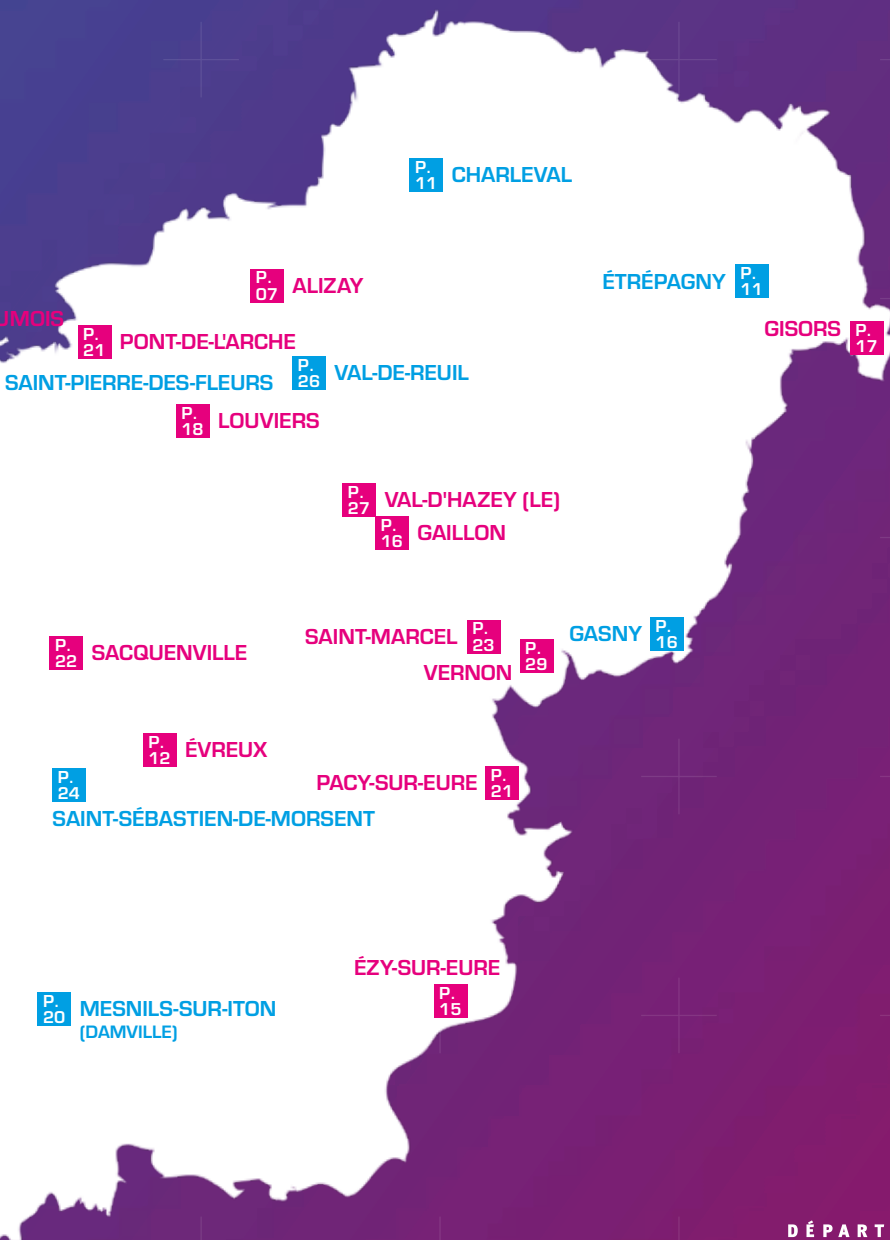 P. 11 CHARLEVAL
P. 07 ALIZAY
ÉTRÉPAGNY P. 11
UMOIS
P. 21 PONT-DE-L'ARCHE
GISORS P. 17
SAINT-PIERRE-DES-FLEURS
P. 26 VAL-DE-REUIL
P. 18 LOUVIERS
P. 27 VAL-D'HAZEY (LE)
P. 16 GAILLON
SAINT-MARCEL P. 23
GASNY P. 16
P. 22 SACQUENVILLE
VERNON P. 29
P. 12 ÉVREUX
P. 24
SAINT-SÉBASTIEN-DE-MORSENT
PACY-SUR-EURE P. 21
ÉZY-SUR-EURE
P. 15
P. 20 MESNILS-SUR-ITON
(DAMVILLE)
DÉPART